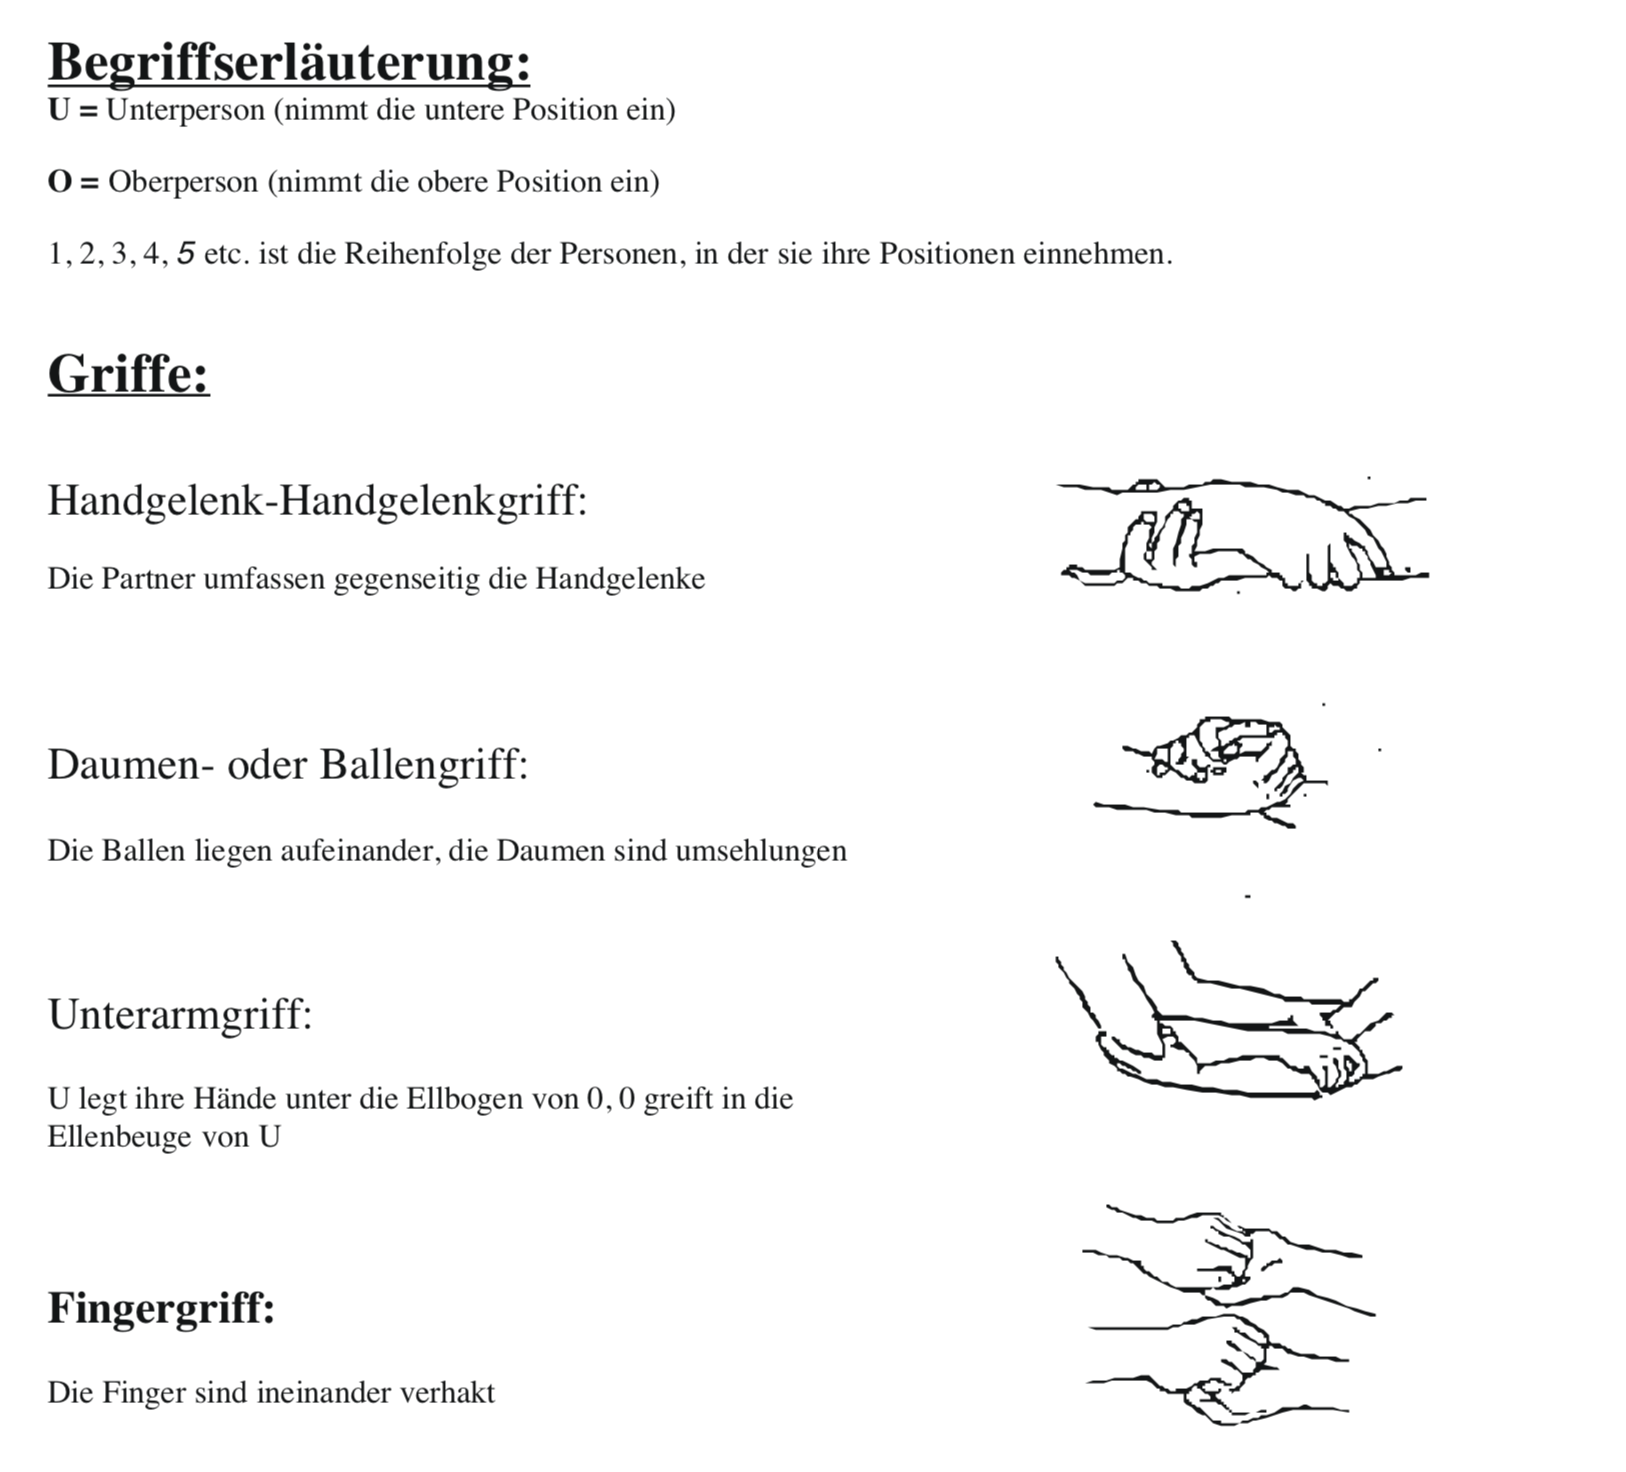 Begriffserläuterung:
U = Unterperson (nimmt die untere Position ein)
O = Oberperson (nimmt die obere Position ein)
1, 2, 3, 4, 5 etc. ist die Reihenfolge der Personen, in der sie ihre Positionen einnehmen.
Griffe:
Handgelenk-Handgelenkgriff:
Die Partner umfassen gegenseitig die Handgelenke
Daumen- oder Ballengriff:
Die Ballen liegen aufeinander, die Daumen sind umsehlungen
Unterarmgriff:
U legt ihre Hände unter die Ellbogen von 0, 0 greift in die
Ellenbeuge von U
Fingergriff:
Die Finger sind ineinander verhakt